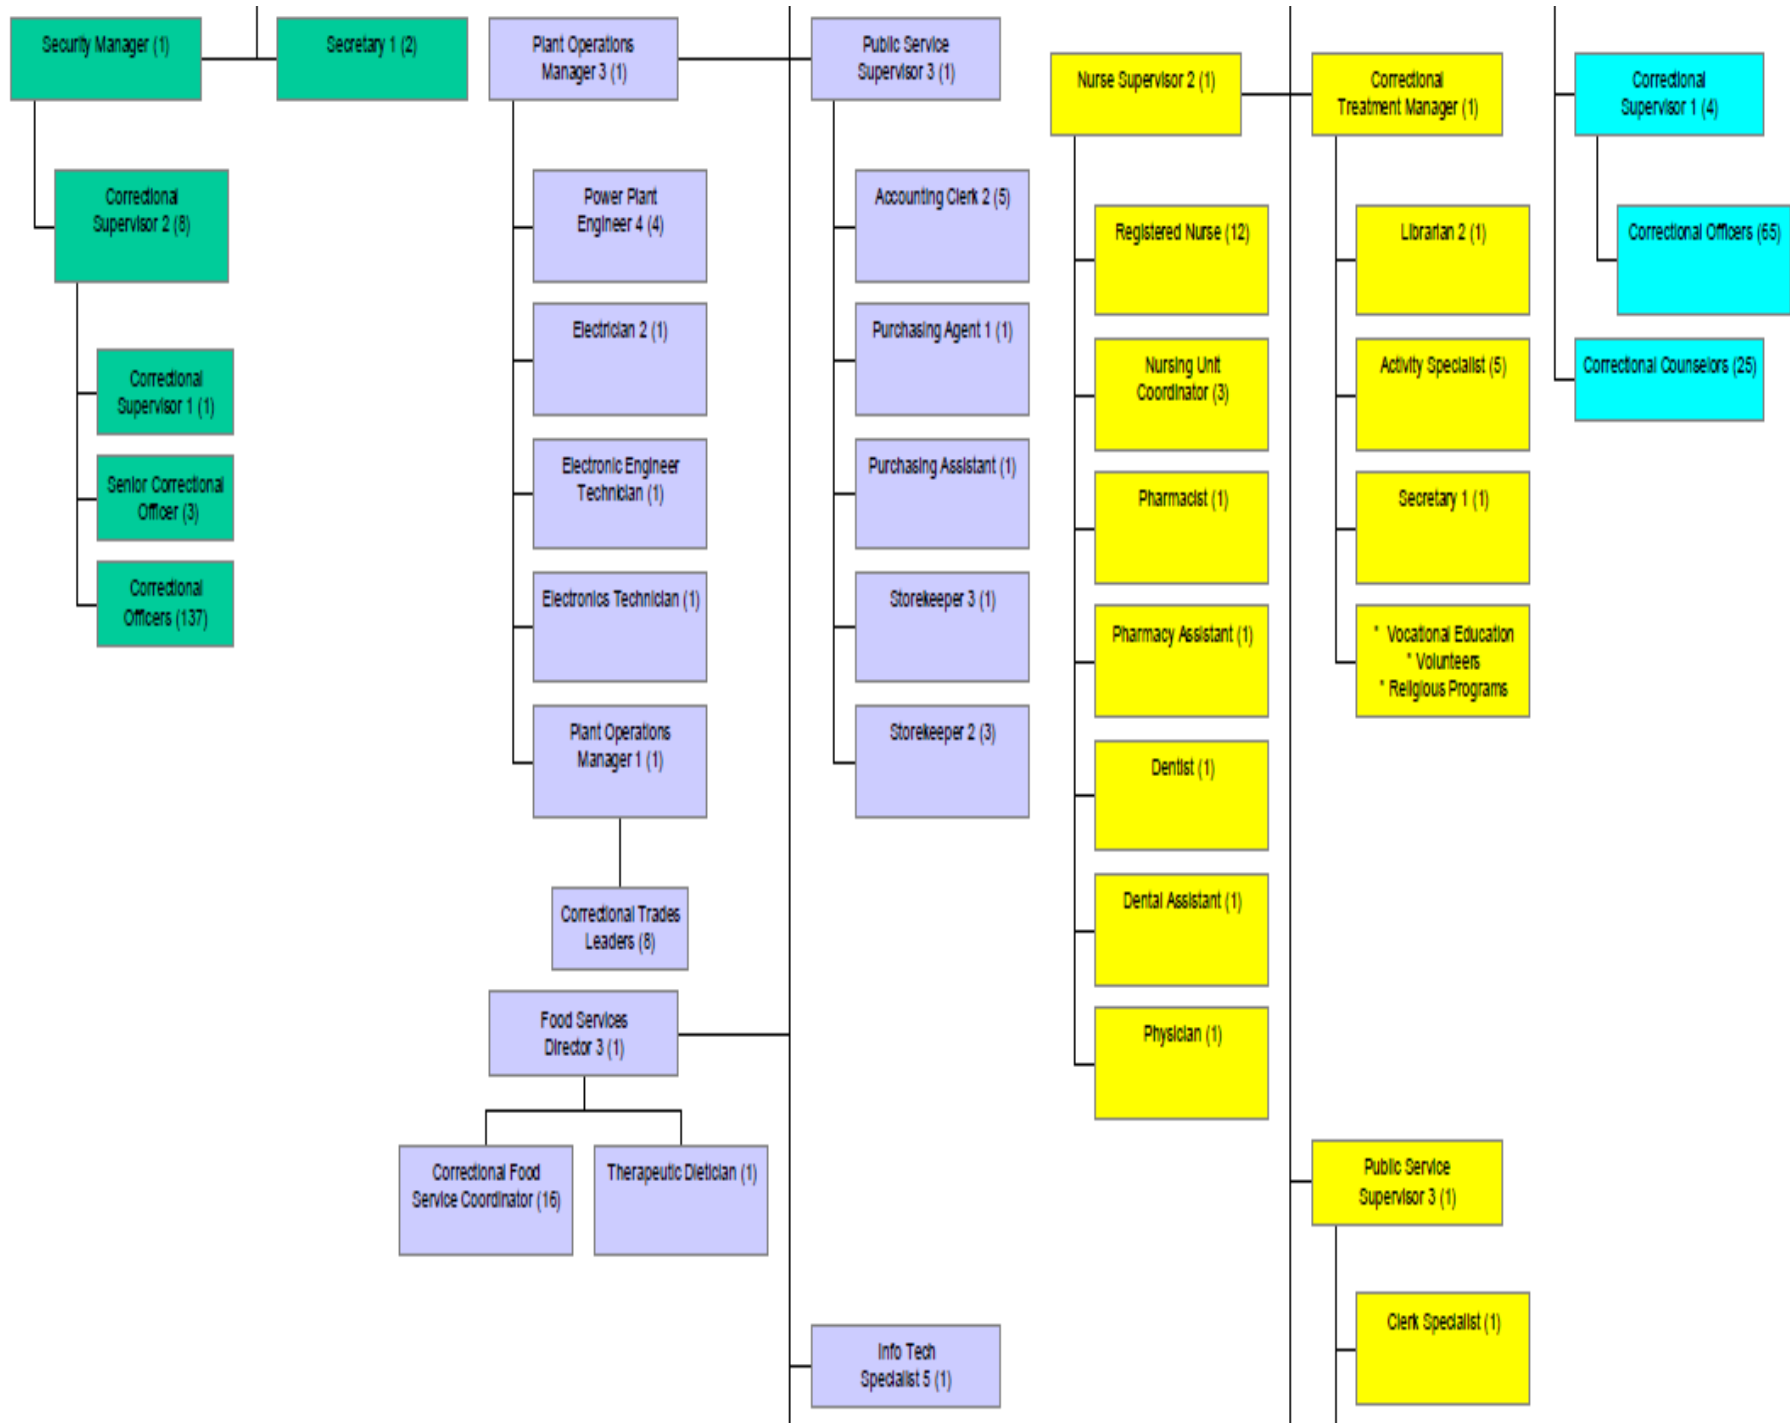 Security Manager (1)
Secretary 1 (2)
Correctional
Supervisor 2 (8)
Correctional
Supervisor 1 (1)
Senior Correctional
Officer (3)
Correctional
Officers (137)
Plant Operations
Manager 3 (1)
Power Plant
Engineer 4 (4)
Electrician 2 (1)
Electronic Engineer
Technician (1)
Electronics Technician (1)
Plant Operations
Manager 1 (1)
Correctional Trades
Leaders (8)
Food Services
Director 3 (1)
Correctional Food
Service Coordinator (16)
Therapeutic Dietician (1)
Public Service
Supervisor 3 (1)
Accounting Clerk 2 (5)
Purchasing Agent 1 (1)
Purchasing Assistant (1)
Storekeeper 3 (1)
Storekeeper 2 (3)
Info Tech
Specialist 5 (1)
Nurse Supervisor 2 (1)
Registered Nurse (12)
Nursing Unit
Coordinator (3)
Pharmacist (1)
Pharmacy Assistant (1)
Dentist (1)
Dental Assistant (1)
Physician (1)
Correctional
Treatment Manager (1)
Librarian 2 (1)
Activity Specialist (5)
Secretary 1 (1)
* Vocational Education
* Volunteers
* Religious Programs
Public Service
Supervisor 3 (1)
Clerk Specialist (1)
Correctional
Supervisor 1 (4)
Correctional Officers (65)
Correctional Counselors (25)